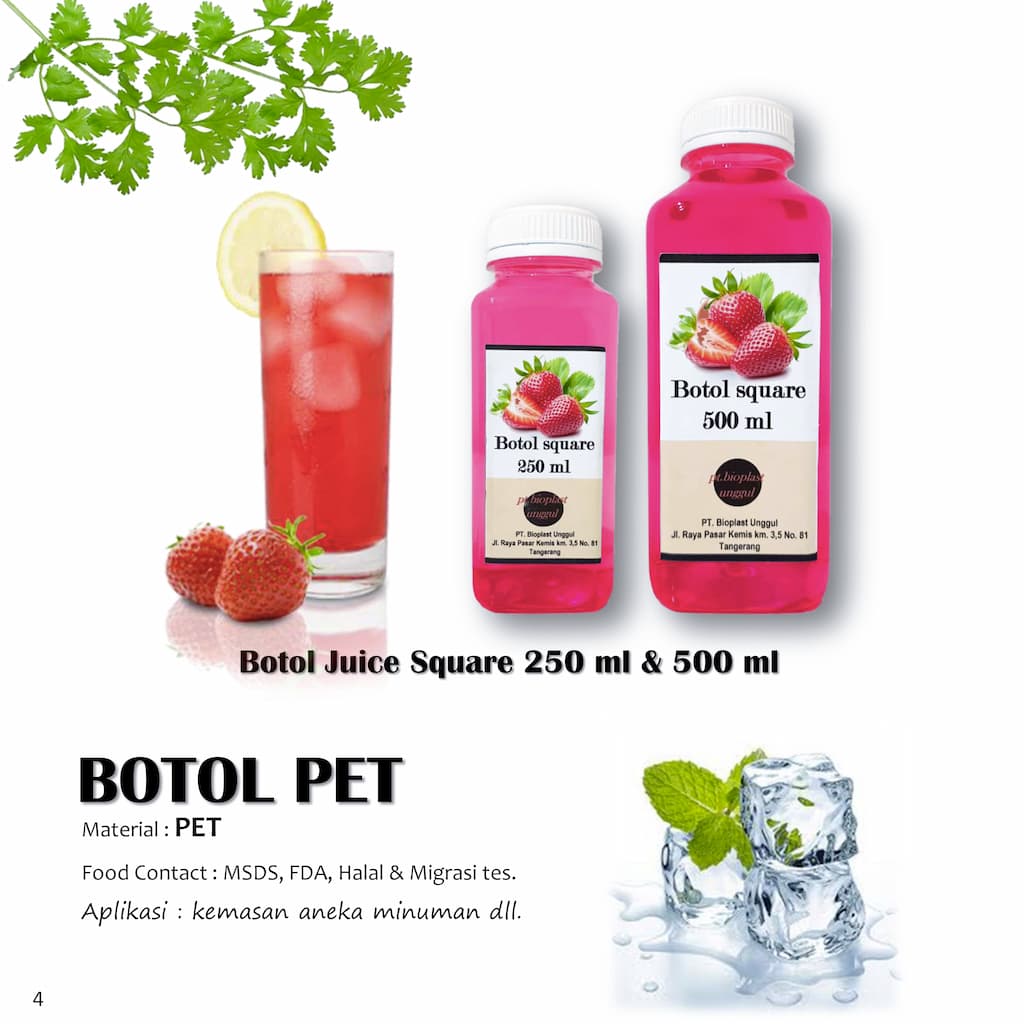 Botol square
500 ml
pt.bioplast
unggul
PT. Bioplast Unggul
Jl. Raya Pasar Kemis km. 3,5 No. 81
Tangerang
Botol square
250 ml
pt.bioplast
unggul
PT. Bioplast Unggul
Jl. Raya Pasar Kemis km. 3,5 No. 81
Tangerang
Botol Juice Square 250 ml & 500 ml
BOTOL PET
Material : PET
Food Contact : MSDS, FDA, Halal & Migrasi tes.
Aplikasi : kemasan aneka minuman dll.
4